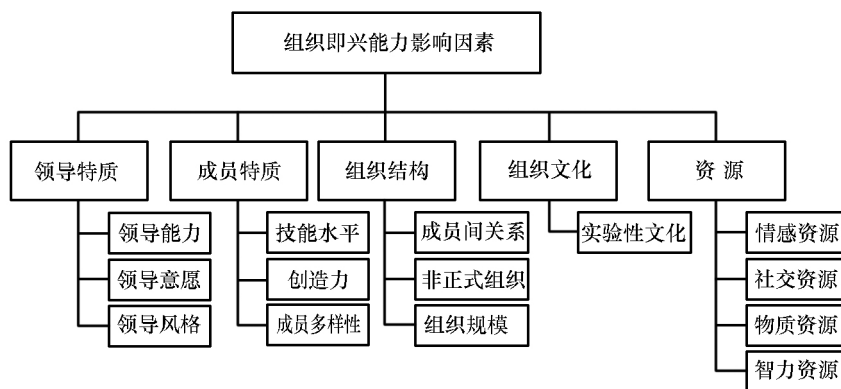 组织即兴能力影响因素
领导特质
成员特质
组织结构
组织文化
资 源
领导能力
技能水平
成员间关系
实验性文化
情感资源
领导意愿
创造力
非正式组织
社交资源
领导风格
成员多样性
组织规模
物质资源
智力资源